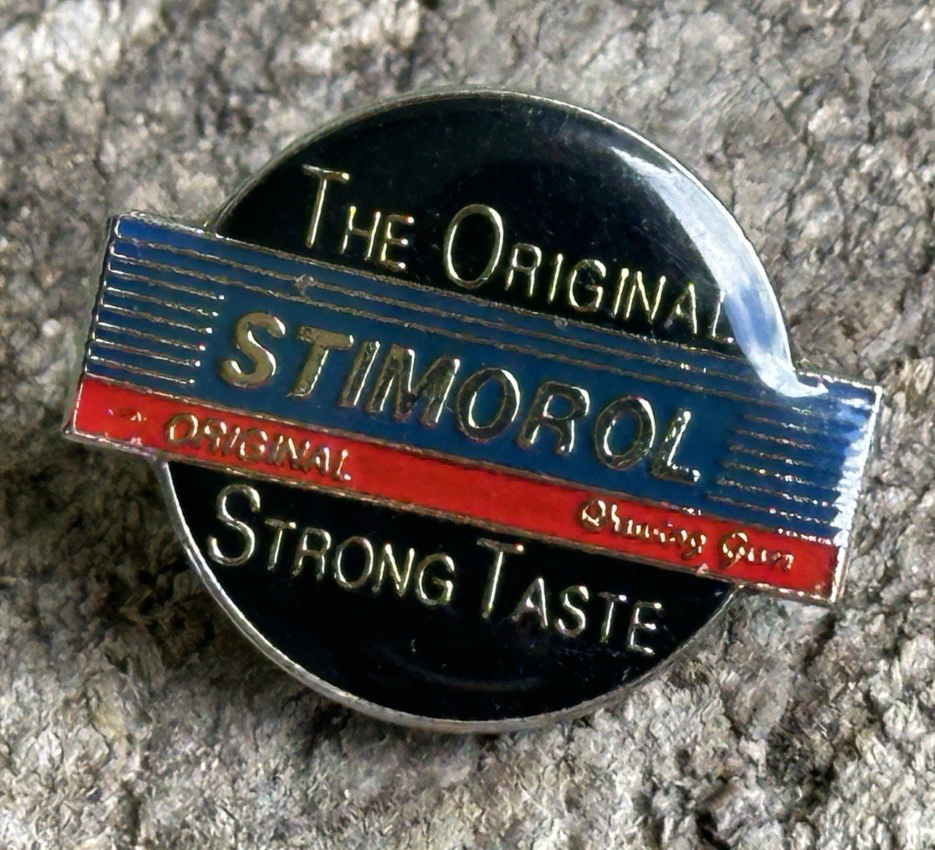 The Original
STIMOROL
ORIGINAL
Chewing Gum
Strong Taste